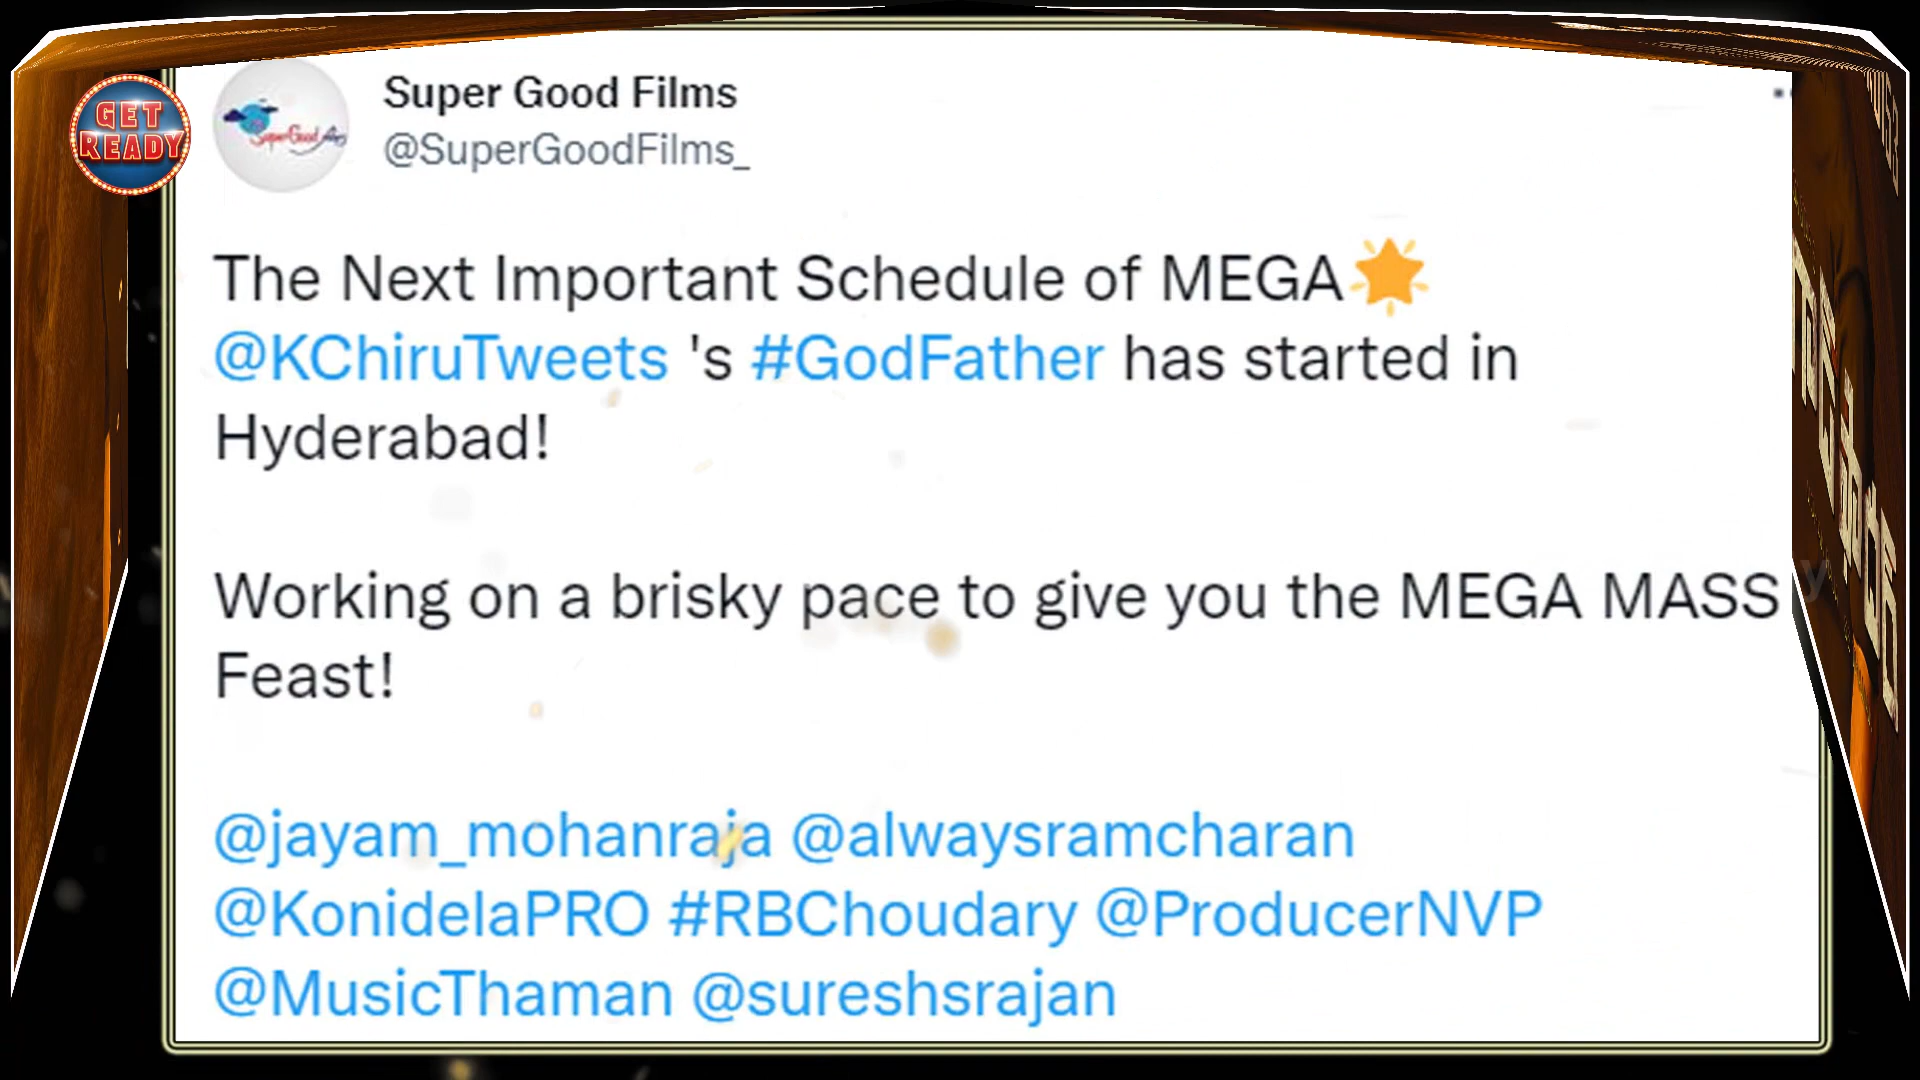 GET
READY
Super Good Films
@SuperGoodFilms_
The Next Important Schedule of MEGA🌟
@KChiruTweets 's #GodFather has started in
Hyderabad!
Working on a brisky pace to give you the MEGA MASS
Feast!
@jayam_mohanraja @alwaysramcharan
@KonidelaPRO #RBChoudary @ProducerNVP
@MusicThaman @sureshsrajan